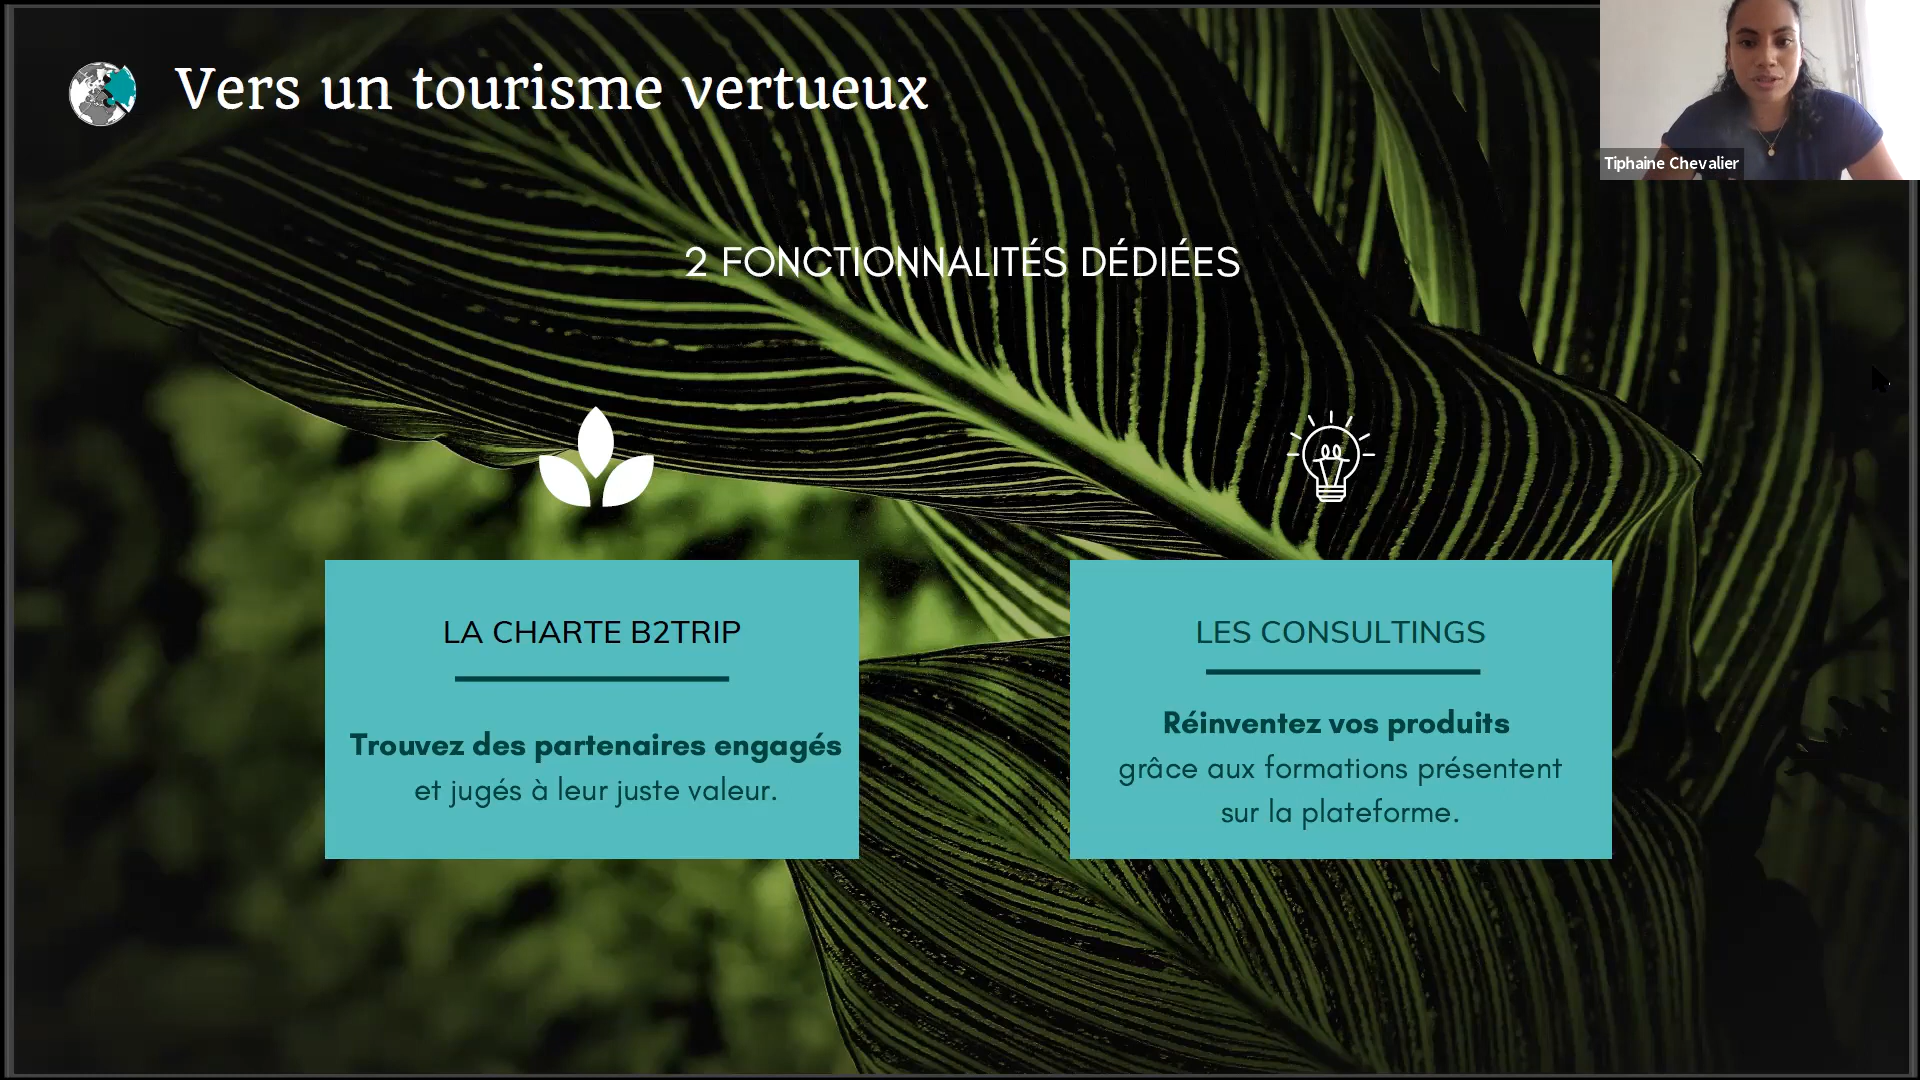 Vers un tourisme vertueux
Tiphaine Chevalier
2 FONCTIONNALITÉS DÉDIÉES
LA CHARTE B2TRIP
Trouvez des partenaires engagés
et jugés à leur juste valeur.
LES CONSULTINGS
Réinventez vos produits
grâce aux formations présentent
sur la plateforme.